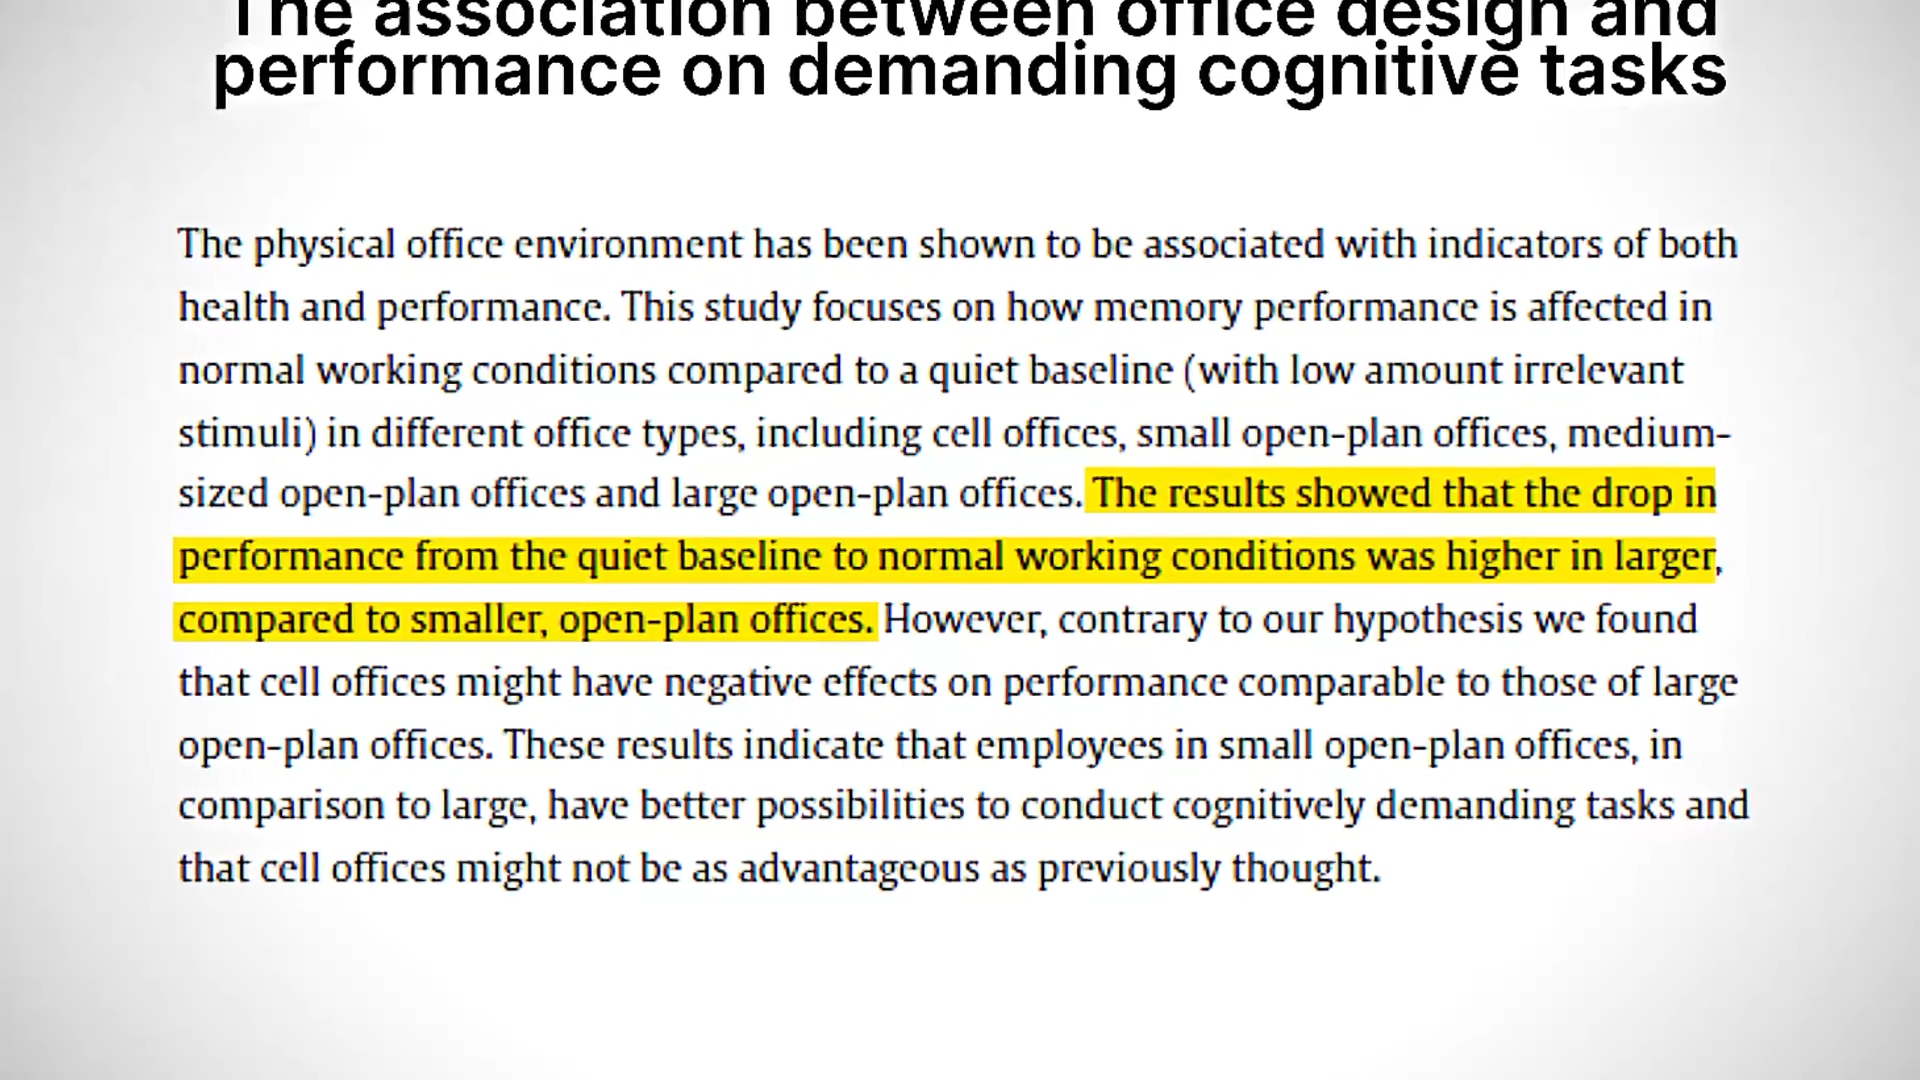 The association between office design and
performance on demanding cognitive tasks
The physical office environment has been shown to be associated with indicators of both
health and performance. This study focuses on how memory performance is affected in
normal working conditions compared to a quiet baseline (with low amount irrelevant
stimuli) in different office types, including cell offices, small open-plan offices, medium-
sized open-plan offices and large open-plan offices. The results showed that the drop in
performance from the quiet baseline to normal working conditions was higher in larger,
compared to smaller, open-plan offices. However, contrary to our hypothesis we found
that cell offices might have negative effects on performance comparable to those of large
open-plan offices. These results indicate that employees in small open-plan offices, in
comparison to large, have better possibilities to conduct cognitively demanding tasks and
that cell offices might not be as advantageous as previously thought.